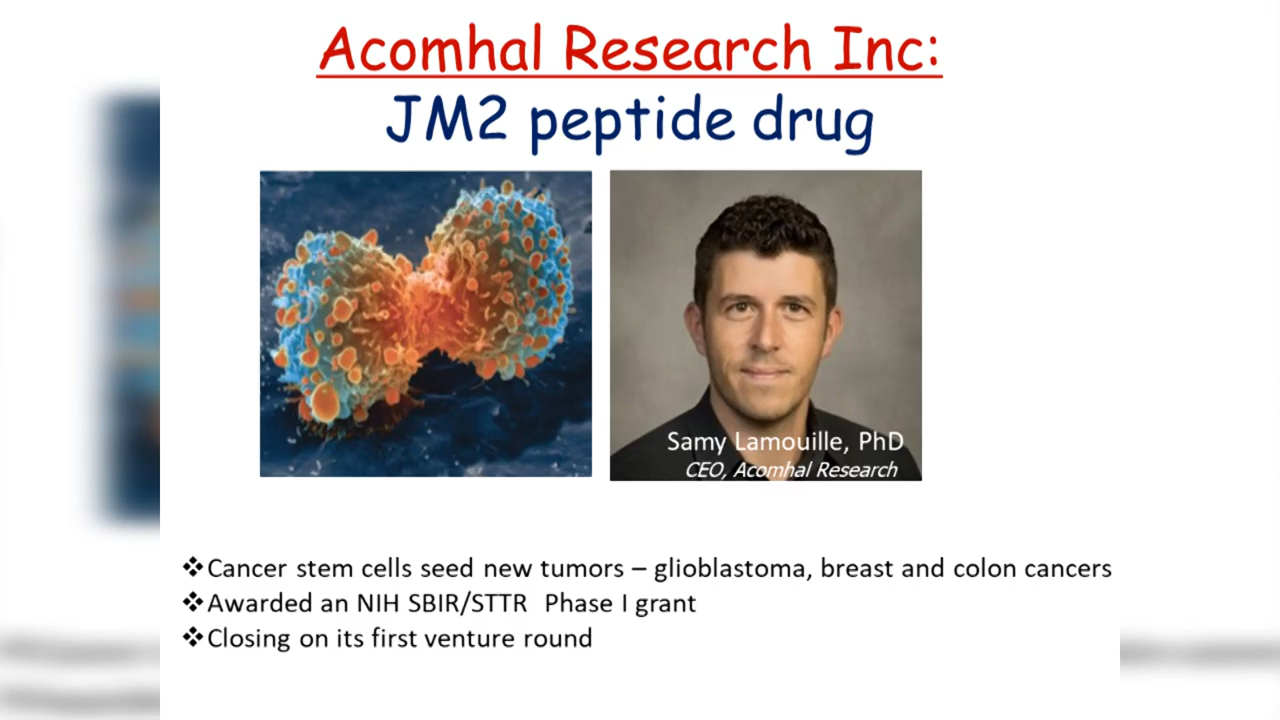 Acomhal Research Inc:
JM2 peptide drug
Samy Lamouille, PhD
CEO, Acomhal Research
❖Cancer stem cells seed new tumors – glioblastoma, breast and colon cancers
❖Awarded an NIH SBIR/STTR Phase I grant
❖Closing on its first venture round